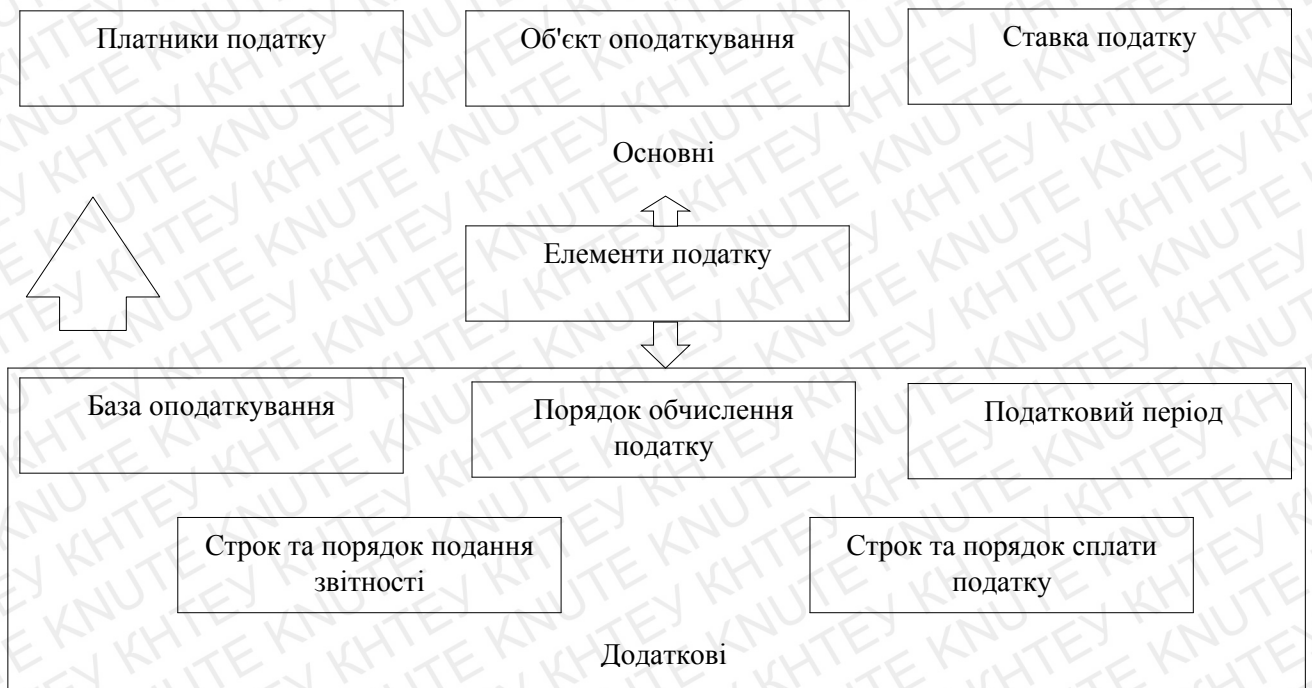 Платники податку
Об'єкт оподаткування
Ставка податку
Основні
Елементи податку
База оподаткування
Порядок обчислення
податку
Податковий період
Строк та порядок подання
звітності
Строк та порядок сплати
податку
Додаткові